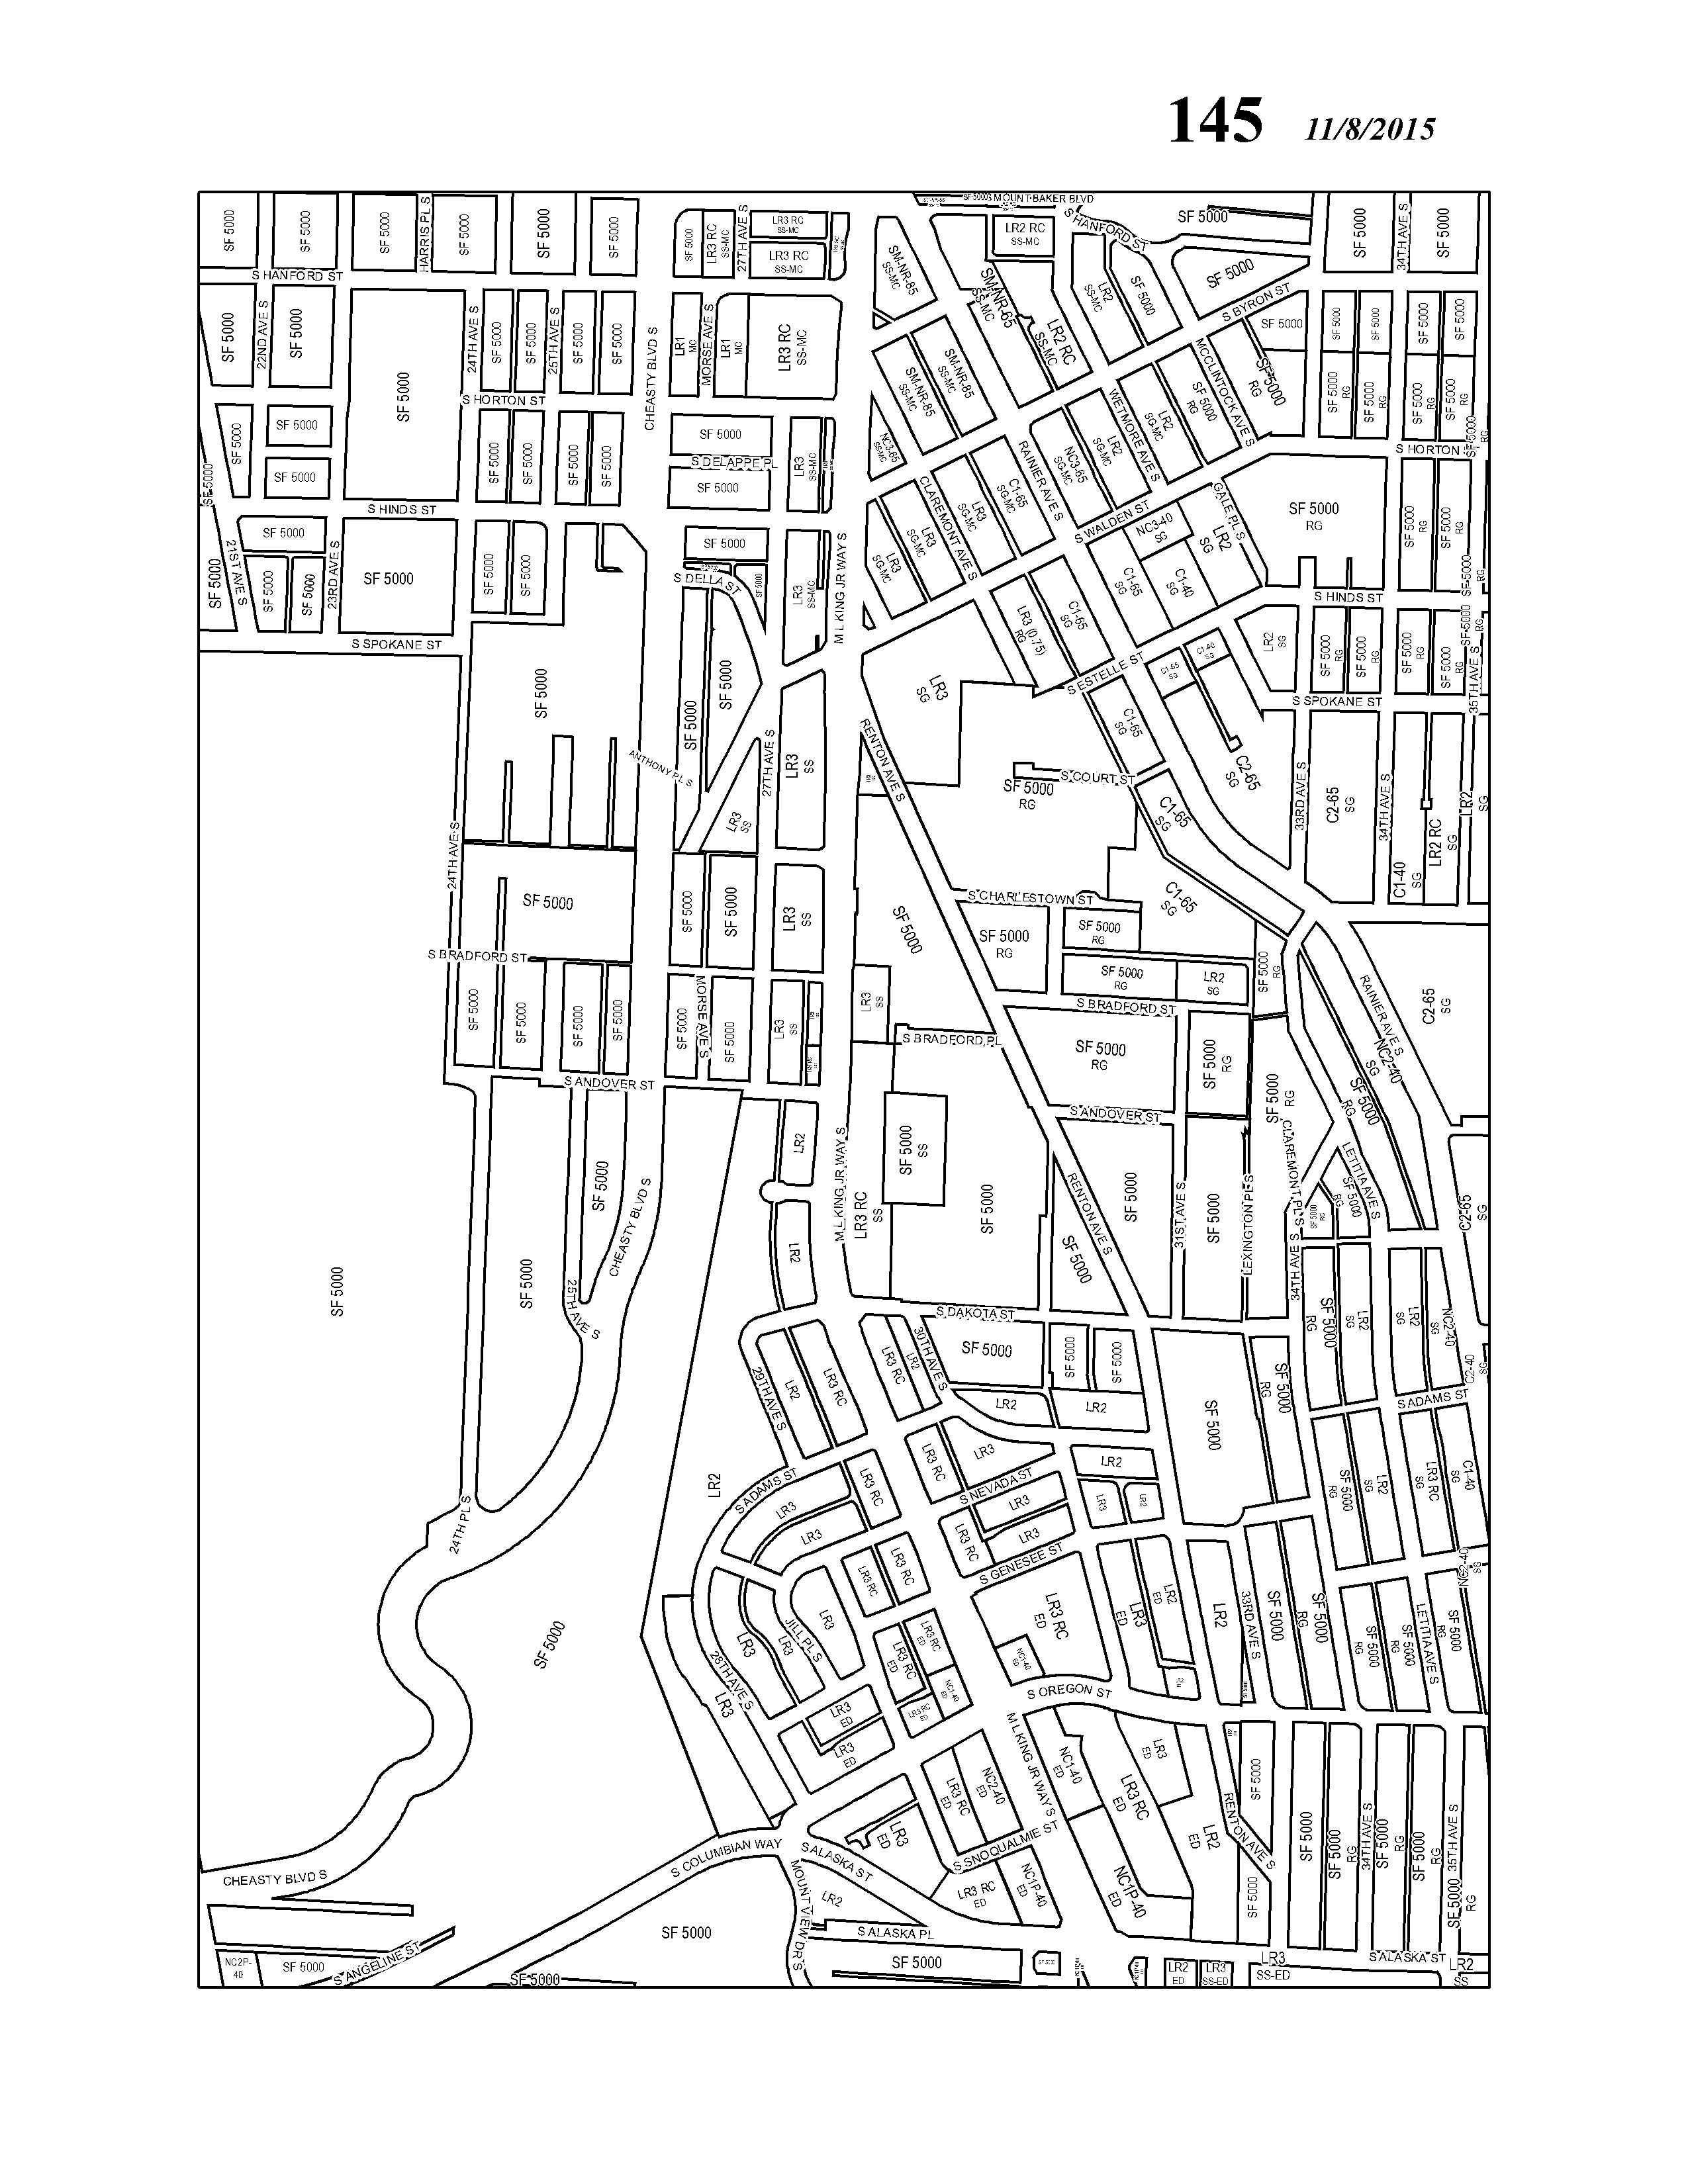 145 11/8/2015
SF 5000
SF 5000
SF 5000
HARRIS PL S
SF 5000
SF 5000
SF 5000
SF 5000
LR3 RC
SS-MC
27TH AVE S
LR3 RC
SS-MC
LR3 RC
SS-MC
SM-NR-85
SS-MC
SF 5000
S MOUNT BAKER BLVD
LR2 RC
SS-MC
S HANFORD ST
SF 5000
SF 5000
34TH AVE S
SF 5000
S HANFORD ST
SF 5000
22ND AVE S
SF 5000
SF 5000
24TH AVE S
SF 5000
SF 5000
25TH AVE S
SF 5000
SF 5000
CHEASTY BLVD S
LR1
MC
MORSE AVE S
LR1
MC
LR3 RC
SS-MC
SM-NR-65
SS-MC
LR2 RC
SS-MC
LR2
SS-MC
SF 5000
SF 5000
S BYRON ST
SF 5000
SF 5000
SF 5000
SF 5000
SF 5000
SM-NR-85
SS-MC
SM-NR-85
SS-MC
WETMORE AVE S
LR2
SG-MC
SF 5000
RG
MCCLINTOCK AVE S
SF 5000
RG
SF 5000
RG
SF 5000
RG
SF 5000
RG
SF 5000
RG
S HORTON ST
SF 5000
SF 5000
SF 5000
SF 5000
SF 5000
SF 5000
SF 5000
SF 5000
SF 5000
S DELAPPE PL
SF 5000
LR3
SS-MC
NC3-65
SS-MC
RAINIER AVE S
NC3-65
SG-MC
LR2
SG-MC
S HORTON ST
SF 5000
RG
S HINDS ST
SF 5000
21ST AVE S
SF 5000
SF 5000
SF 5000
23RD AVE S
SF 5000
SF 5000
SF 5000
SF 5000
S DELLA ST
SF 5000
LR3
SS-MC
M L KING JR WAY S
LR3
SG-MC
LR3
SG-MC
CLAREMONT AVE S
LR3
SG-MC
C1-65
SG-MC
S WALDEN ST
NC3-40
SG
LR2
SG
GALE PL S
SF 5000
RG
SF 5000
RG
SF 5000
RG
C1-65
SG
C1-40
SG
S HINDS ST
SF 5000
RG
S SPOKANE ST
SF 5000
SF 5000
SF 5000
ANTHONY PL S
27TH AVE S
LR3
SS
LR3
SS
LR3
SG
RENTON AVE S
LR3 (0.75)
RG
C1-65
SG
S ESTELLE ST
C1-65
SG
C1-40
SG
LR2
SG
SF 5000
RG
SF 5000
RG
SF 5000
RG
SF 5000
RG
SF 5000
RG
S SPOKANE ST
35TH AVE S
C1-65
SG
S COURT ST
SF 5000
RG
C1-65
SG
C2-65
SG
33RD AVE S
C2-65
SG
34TH AVE S
C1-40
SG
LR2 RC
SG
LR2
SG
24TH AVE S
SF 5000
SF 5000
SF 5000
LR3
SS
SF 5000
S CHARLESTOWN ST
C1-65
SG
SF 5000
RG
SF 5000
RG
SF 5000
RG
LR2
SG
SF 5000
RG
S BRADFORD ST
SF 5000
SF 5000
SF 5000
SF 5000
SF 5000
MORSE AVE S
SF 5000
LR3
SS
LR3
SS
S BRADFORD PL
S BRADFORD ST
SF 5000
RG
SF 5000
RG
SF 5000
RG
RAINIER AVE S
NC2-40
SG
C2-65
SG
SF 5000
RG
S ANDOVER ST
SF 5000
CHEASTY BLVD S
LR2
LR2
M L KING JR WAY S
LR3 RC
SS
SF 5000
SS
SF 5000
S ANDOVER ST
RENTON AVE S
SF 5000
SF 5000
31ST AVE S
SF 5000
LEXINGTON PL S
CLAREMONT PL S
34TH AVE S
LETITIA AVE S
SF 5000
RG
SF 5000
RG
C2-65
SG
SF 5000
SF 5000
25TH AVE S
S DAKOTA ST
29TH AVE S
LR2
LR3 RC
LR3 RC
LR2
30TH AVE S
SF 5000
SF 5000
SF 5000
LR2
LR2
SF 5000
SF 5000
RG
SF 5000
RG
LR2
SG
LR2
SG
NC2-40
C2-40
SG
S ADAMS ST
24TH PL S
LR2
S ADAMS ST
LR3
LR3
LR3 RC
LR3 RC
LR3
S NEVADA ST
LR3
LR3
LR3 RC
S GENESEE ST
LR2
LR3
LR2
SF 5000
RG
LR2
SG
LR3 RC
SG
C1-40
SG
NC2-40
SG
SF 5000
LR3
LR3
JILL PL S
LR3
28TH AVE S
LR3
LR3 RC
LR3 RC
LR3 RC
ED
LR3 RC
ED
NC1-40
ED
LR3 RC
ED
LR3 RC
ED
NC1-40
ED
LR3
ED
LR2
ED
LR2
33RD AVE S
SF 5000
SF 5000
RG
SF 5000
RG
SF 5000
RG
LETITIA AVE S
SF 5000
RG
LR3
ED
LR3
ED
S OREGON ST
M L KING JR WAY S
NC1-40
ED
LR3
ED
LR3 RC
ED
LR2
ED
RENTON AVE S
SF 5000
SF 5000
SF 5000
SF 5000
RG
34TH AVE S
SF 5000
RG
SF 5000
RG
35TH AVE S
SF 5000
RG
LR3 RC
ED
NC2-40
ED
S SNOQUALMIE ST
LR3
ED
CHEASTY BLVD S
S COLUMBIAN WAY
S ALASKA ST
MOUNT VIEW DR S
LR2
LR3 RC
ED
NC1P-40
ED
NC1P-40
ED
NC2P-
40
SF 5000
S ANGELINE ST
SF 5000
SF 5000
S ALASKA PL
SF 5000
LR2
ED
LR3
SS-ED
LR3
SS-ED
S ALASKA ST
LR2
SS